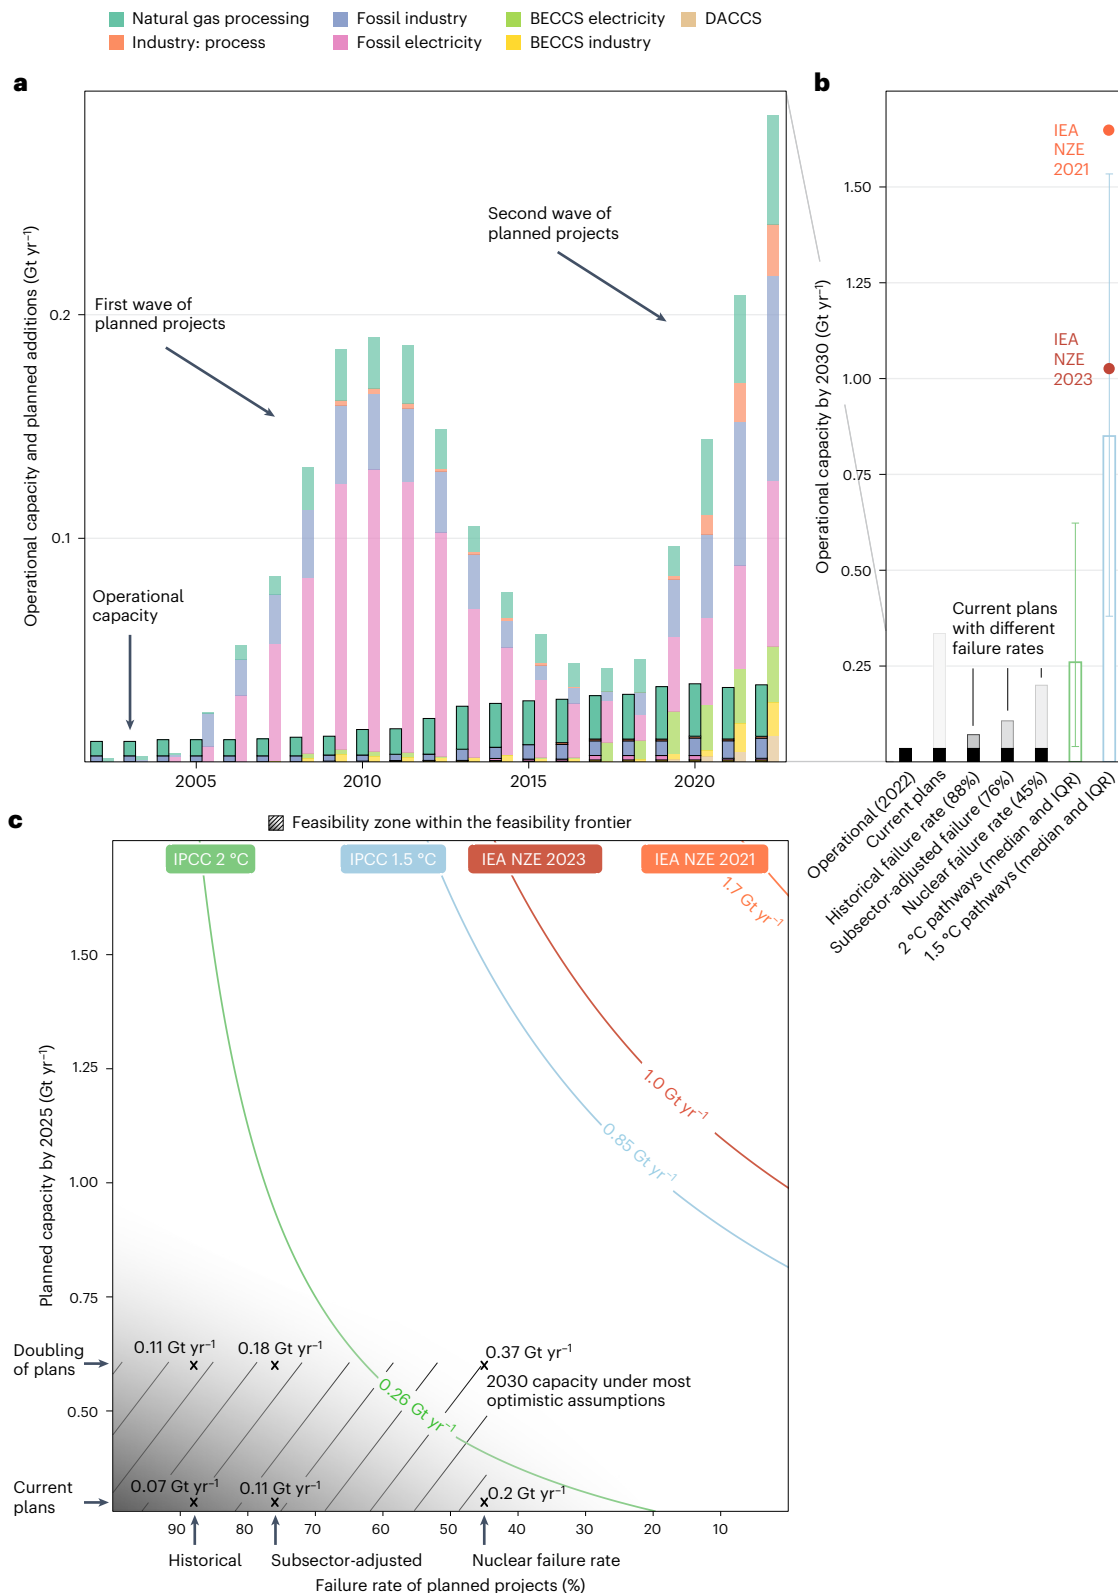 Natural gas processing
Fossil industry
BECCS electricity
DACCS
Industry: process
Fossil electricity
BECCS industry
a
Operational capacity and planned additions (Gt yr⁻¹)
0.2
0.1
First wave of
planned projects
Second wave of
planned projects
Operational
capacity
2005
2010
2015
2020
b
Operational capacity by 2030 (Gt yr⁻¹)
1.50
1.25
1.00
0.75
0.50
0.25
IEA
NZE
2021
IEA
NZE
2023
Current plans
with different
failure rates
Operational (2022)
Current plans
Historical failure rate (88%)
Subsector-adjusted failure (76%)
Nuclear failure rate (45%)
2 °C pathways (median and IQR)
1.5 °C pathways (median and IQR)
c
Feasibility zone within the feasibility frontier
IPCC 2 °C
IPCC 1.5 °C
IEA NZE 2023
IEA NZE 2021
1.7 Gt yr⁻¹
1.0 Gt yr⁻¹
0.85 Gt yr⁻¹
0.26 Gt yr⁻¹
Planned capacity by 2025 (Gt yr⁻¹)
1.50
1.25
1.00
0.75
0.50
Doubling
of plans
0.11 Gt yr⁻¹
0.18 Gt yr⁻¹
0.37 Gt yr⁻¹
2030 capacity under most
optimistic assumptions
Current
plans
0.07 Gt yr⁻¹
0.11 Gt yr⁻¹
0.2 Gt yr⁻¹
90
80
70
60
50
40
30
20
10
Historical
Subsector-adjusted
Nuclear failure rate
Failure rate of planned projects (%)